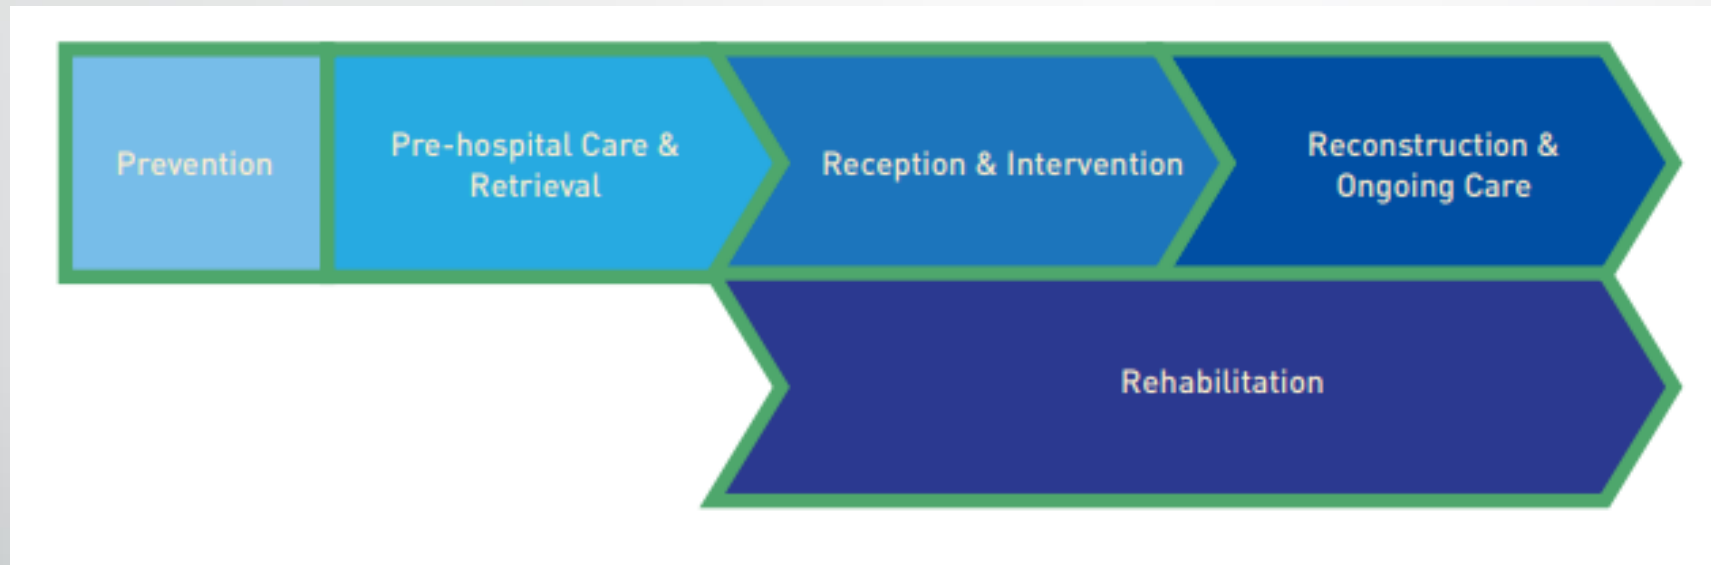 Prevention
Pre-hospital Care &
Retrieval
Reception & Intervention
Reconstruction &
Ongoing Care
Rehabilitation